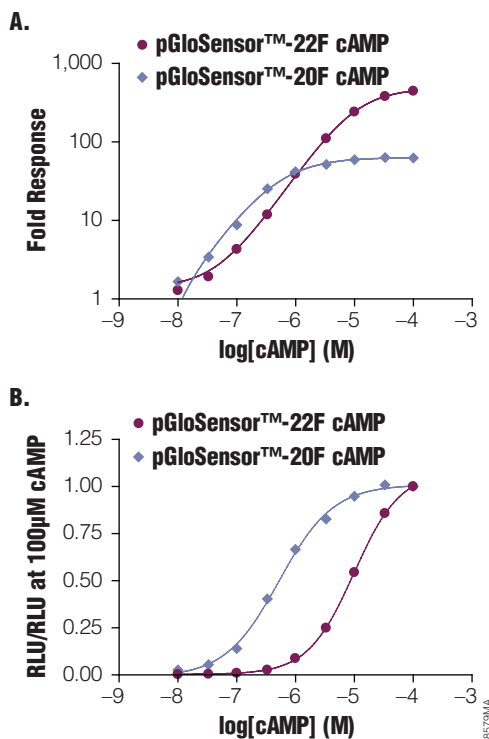 A.
pGloSensor™-22F cAMP
pGloSensor™-20F cAMP
1,000
100
10
1
Fold Response
–9 –8 –7 –6 –5 –4 –3
log[cAMP] (M)
B.
pGloSensor™-22F cAMP
pGloSensor™-20F cAMP
1.25
1.00
0.75
0.50
0.25
0.00
RLU/RLU at 100µM cAMP
–9 –8 –7 –6 –5 –4 –3
log[cAMP] (M)
8579MA